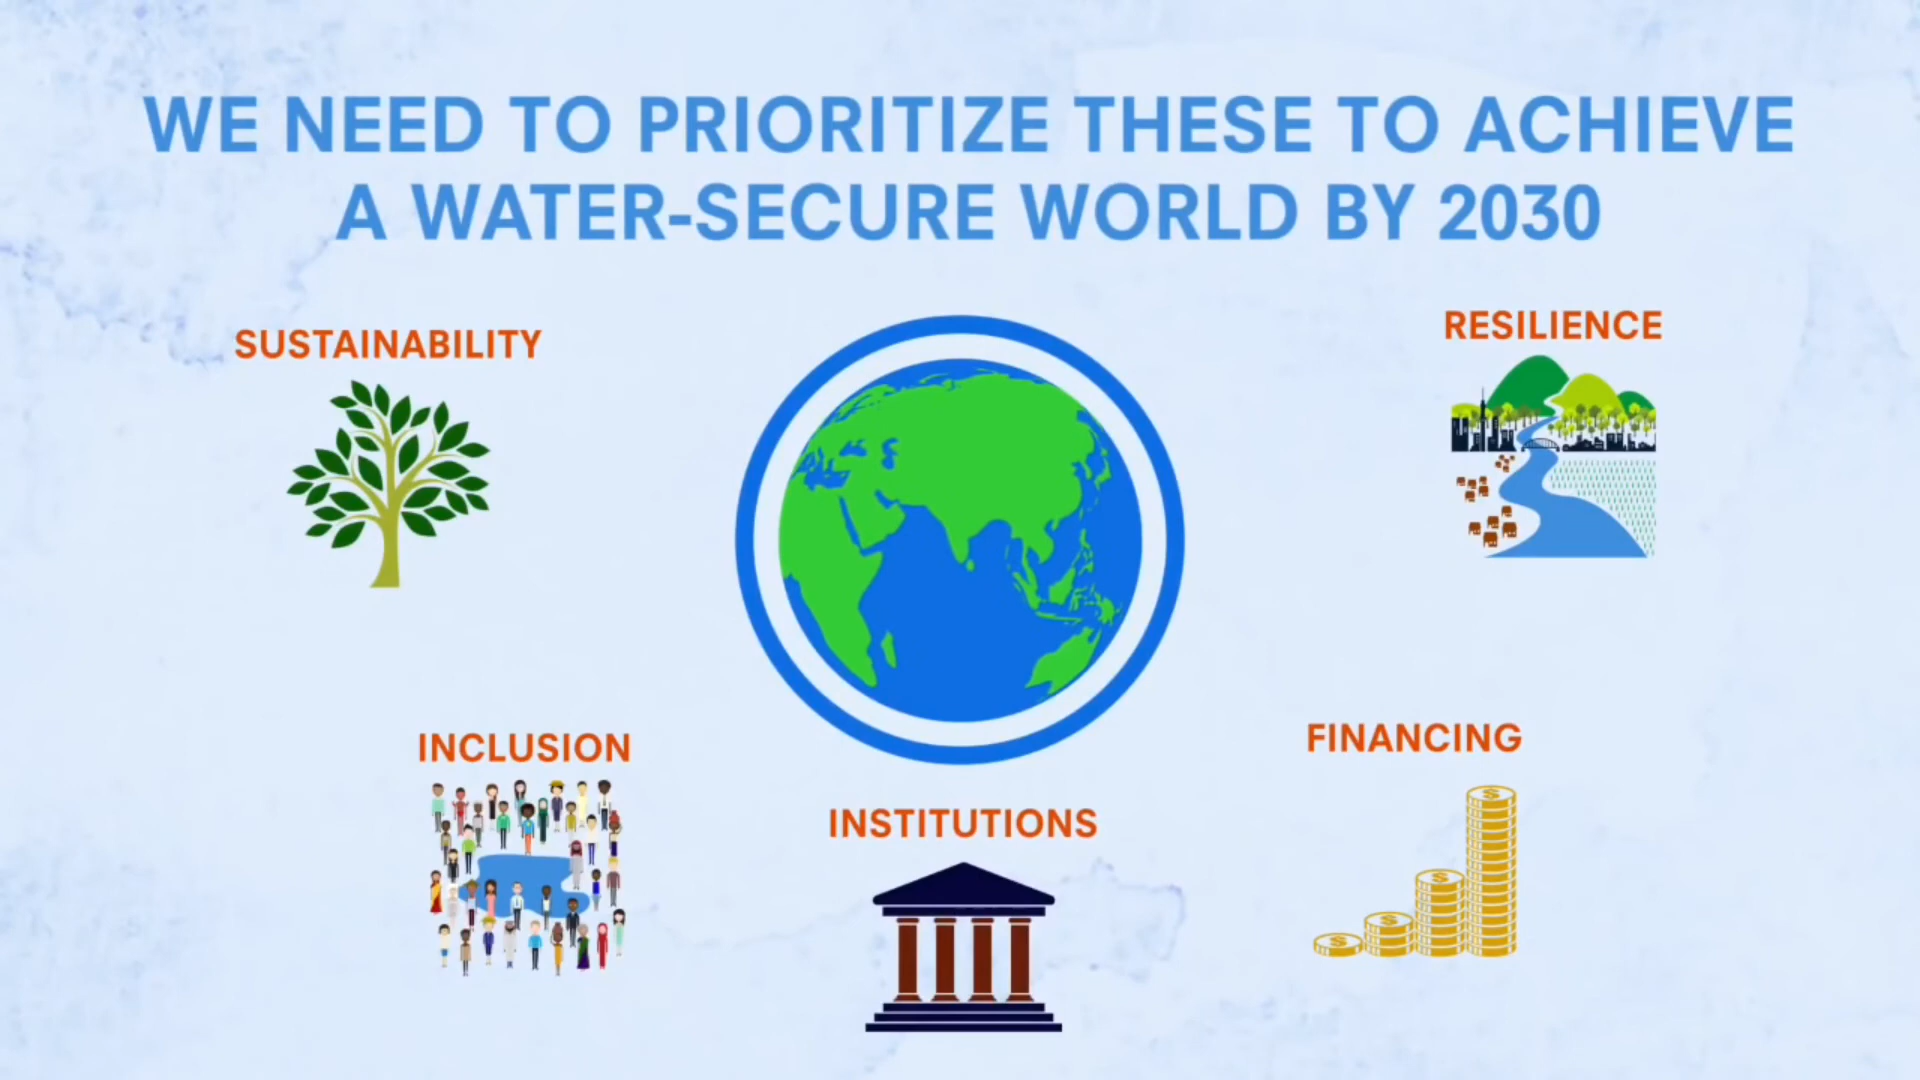 WE NEED TO PRIORITIZE THESE TO ACHIEVE
A WATER-SECURE WORLD BY 2030
SUSTAINABILITY
RESILIENCE
INCLUSION
INSTITUTIONS
FINANCING